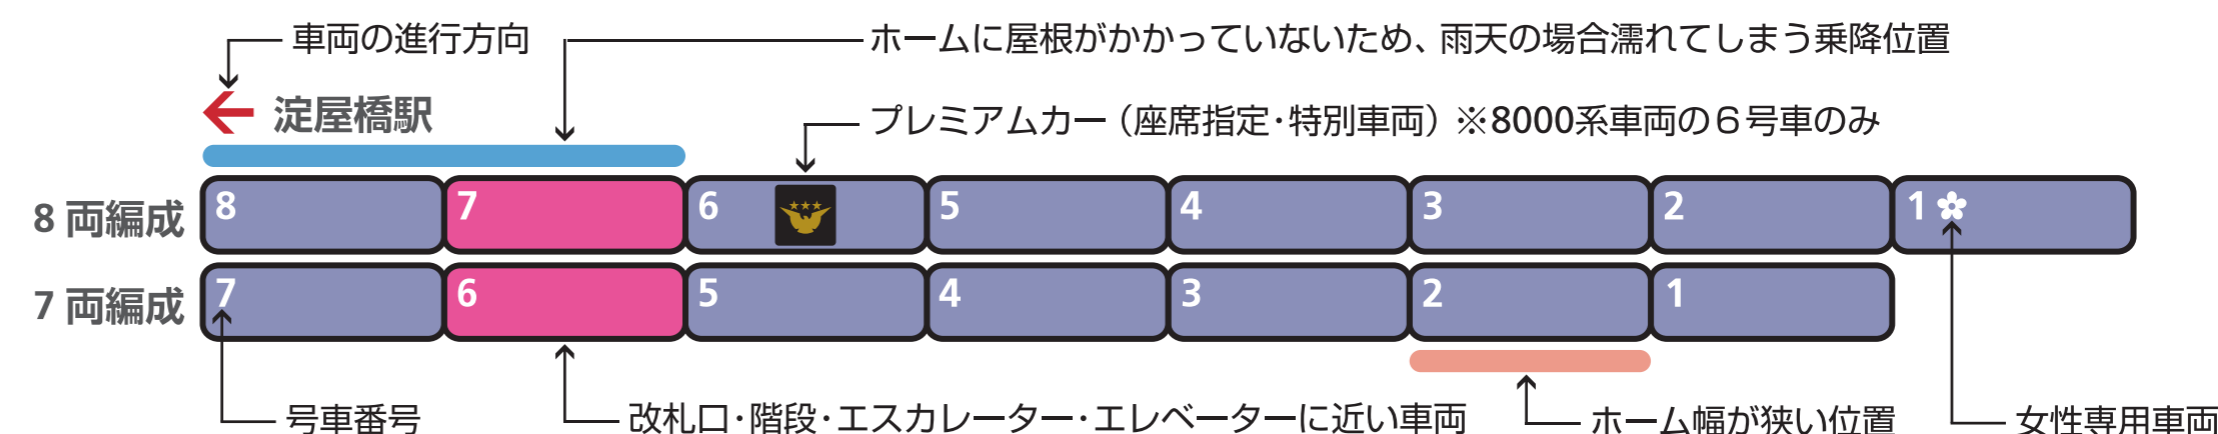 車両の進行方向
ホームに屋根がかかっていないため、雨天の場合濡れてしまう乗降位置
淀屋橋駅
プレミアムカー（座席指定・特別車両）※8000系車両の６号車のみ
8 両編成 8 7 6 5 4 3 2 1
7 両編成 7 6 5 4 3 2 1
号車番号
改札口・階段・エスカレーター・エレベーターに近い車両
ホーム幅が狭い位置
女性専用車両